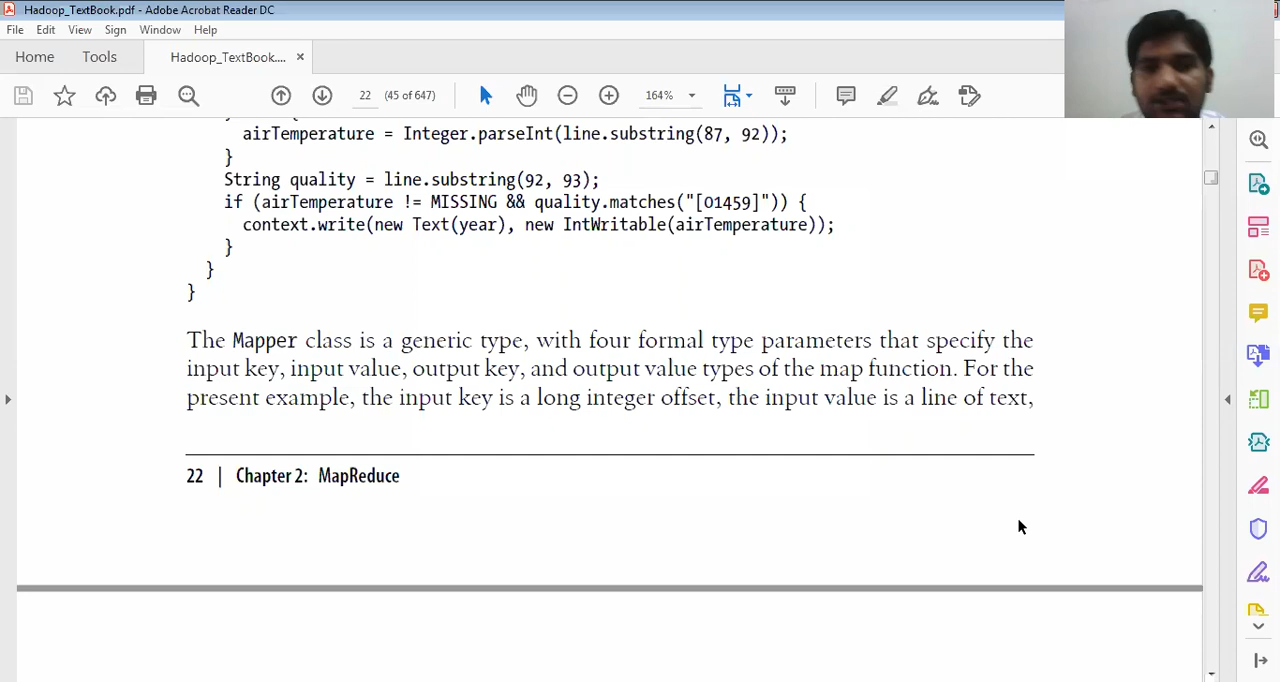 Hadoop_TextBook.pdf - Adobe Acrobat Reader DC
File Edit View Sign Window Help
Home Tools Hadoop_TextBook.... ×
22 (45 of 647) 164%
airTemperature = Integer.parseInt(line.substring(87, 92));
}
String quality = line.substring(92, 93);
if (airTemperature != MISSING && quality.matches("[01459]")) {
context.write(new Text(year), new IntWritable(airTemperature));
}
}
}
The Mapper class is a generic type, with four formal type parameters that specify the
input key, input value, output key, and output value types of the map function. For the
present example, the input key is a long integer offset, the input value is a line of text,
22 | Chapter 2: MapReduce